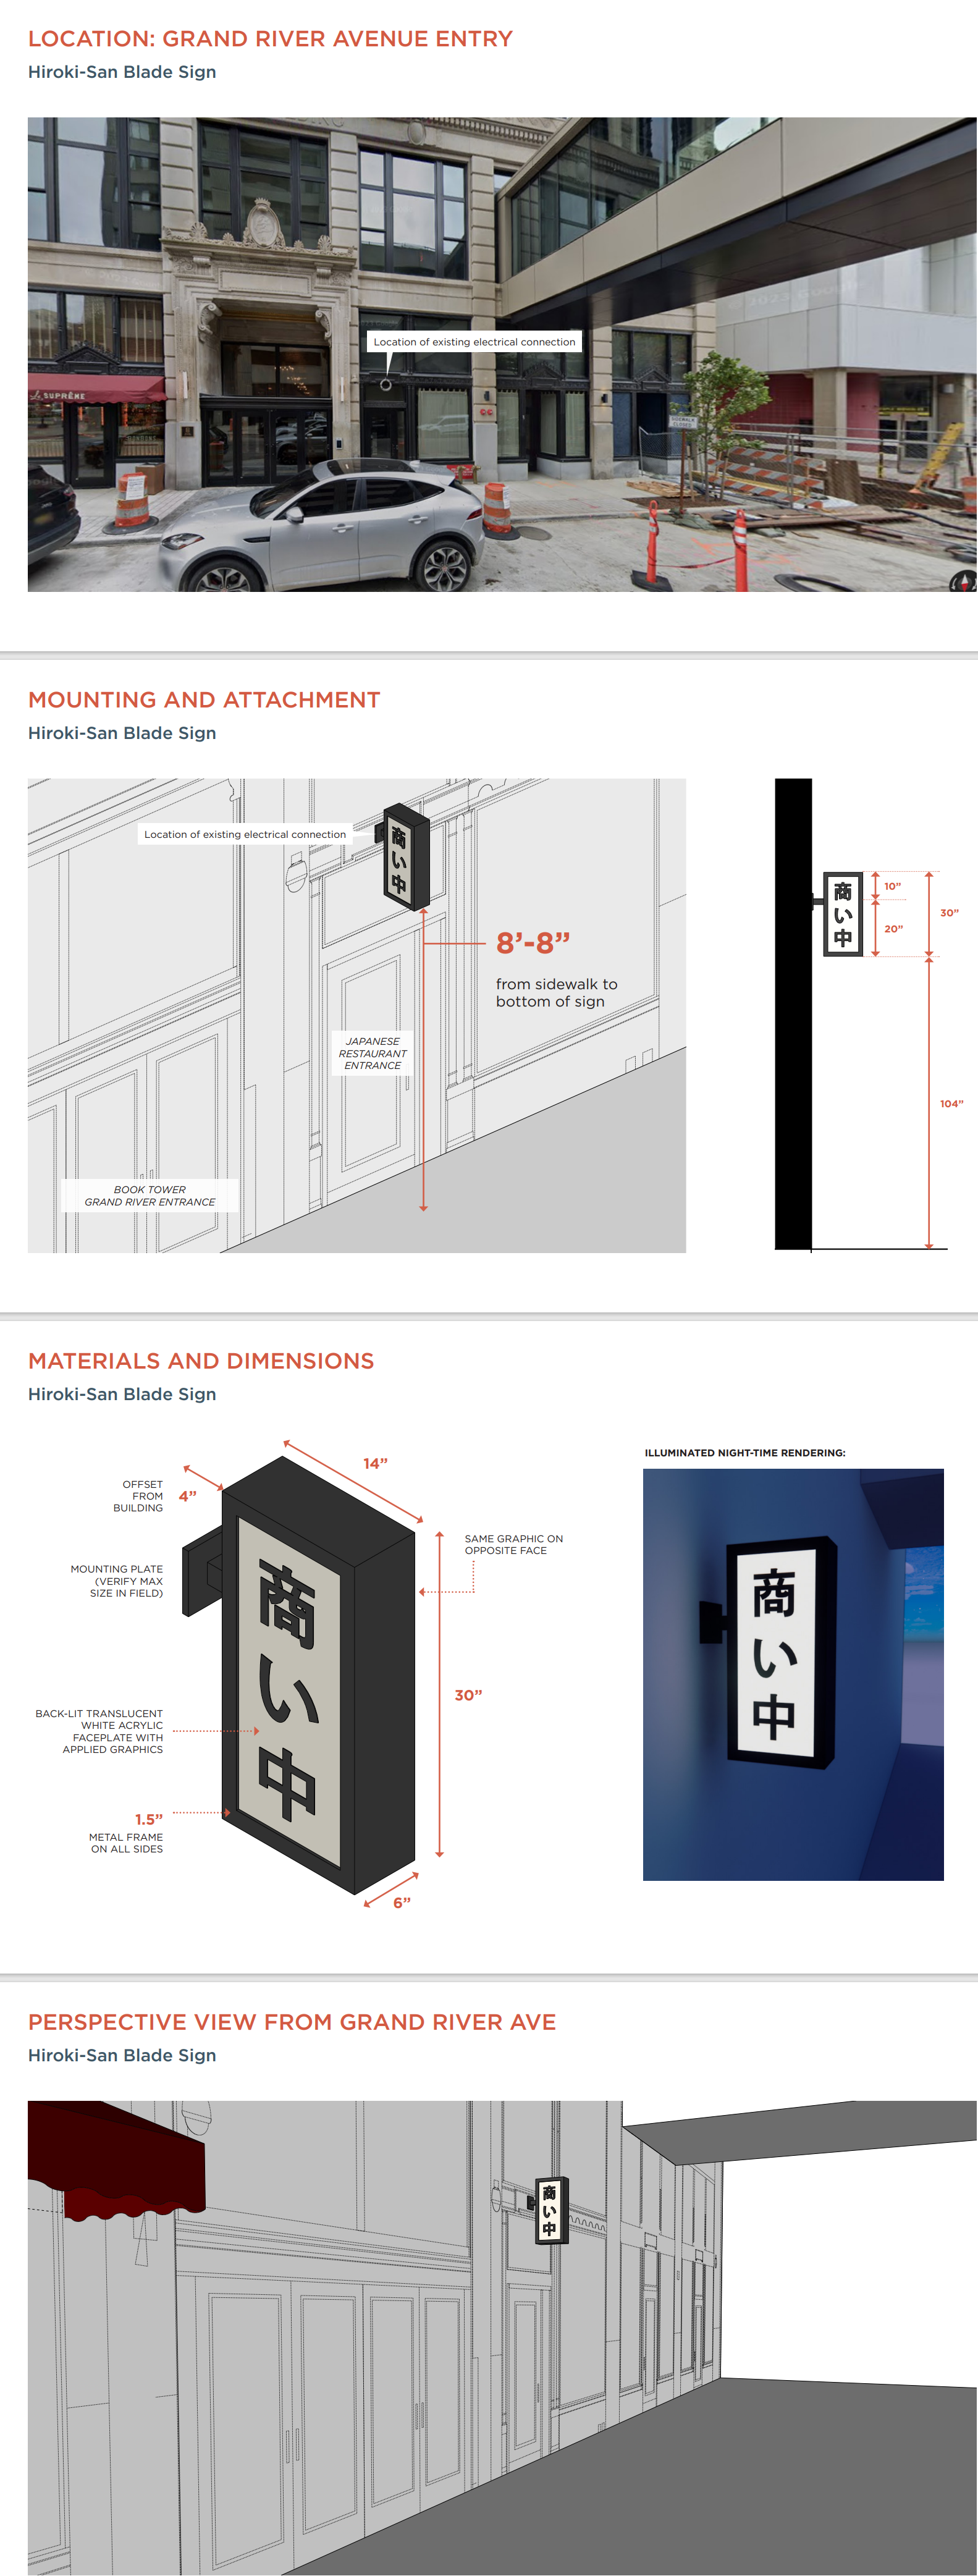 LOCATION: GRAND RIVER AVENUE ENTRY
Hiroki-San Blade Sign
Location of existing electrical connection
SUPRÊME
SIDEWALK
CLOSED
MOUNTING AND ATTACHMENT
Hiroki-San Blade Sign
Location of existing electrical connection
商
い
中
8’-8”
from sidewalk to
bottom of sign
JAPANESE
RESTAURANT
ENTRANCE
BOOK TOWER
GRAND RIVER ENTRANCE
商
い
中
10”
20”
30”
104”
MATERIALS AND DIMENSIONS
Hiroki-San Blade Sign
14”
OFFSET
FROM
BUILDING
4”
MOUNTING PLATE
(VERIFY MAX
SIZE IN FIELD)
SAME GRAPHIC ON
OPPOSITE FACE
商
い
中
30”
BACK-LIT TRANSLUCENT
WHITE ACRYLIC
FACEPLATE WITH
APPLIED GRAPHICS
1.5”
METAL FRAME
ON ALL SIDES
6”
ILLUMINATED NIGHT-TIME RENDERING:
商
い
中
PERSPECTIVE VIEW FROM GRAND RIVER AVE
Hiroki-San Blade Sign
商
い
中